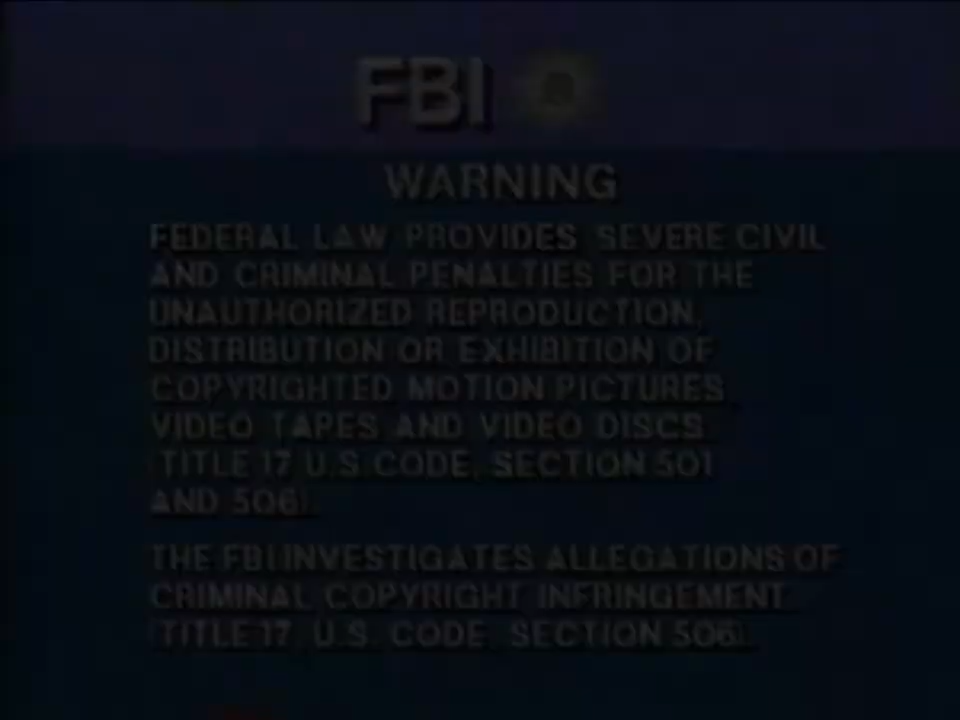 FBI
WARNING
FEDERAL LAW PROVIDES SEVERE CIVIL
AND CRIMINAL PENALTIES FOR THE
UNAUTHORIZED REPRODUCTION,
DISTRIBUTION OR EXHIBITION OF
COPYRIGHTED MOTION PICTURES,
VIDEO TAPES AND VIDEO DISCS
(TITLE 17 U.S CODE, SECTION 501
AND 506).
THE FBI INVESTIGATES ALLEGATIONS OF
CRIMINAL COPYRIGHT INFRINGEMENT
(TITLE 17, U.S. CODE, SECTION 506).